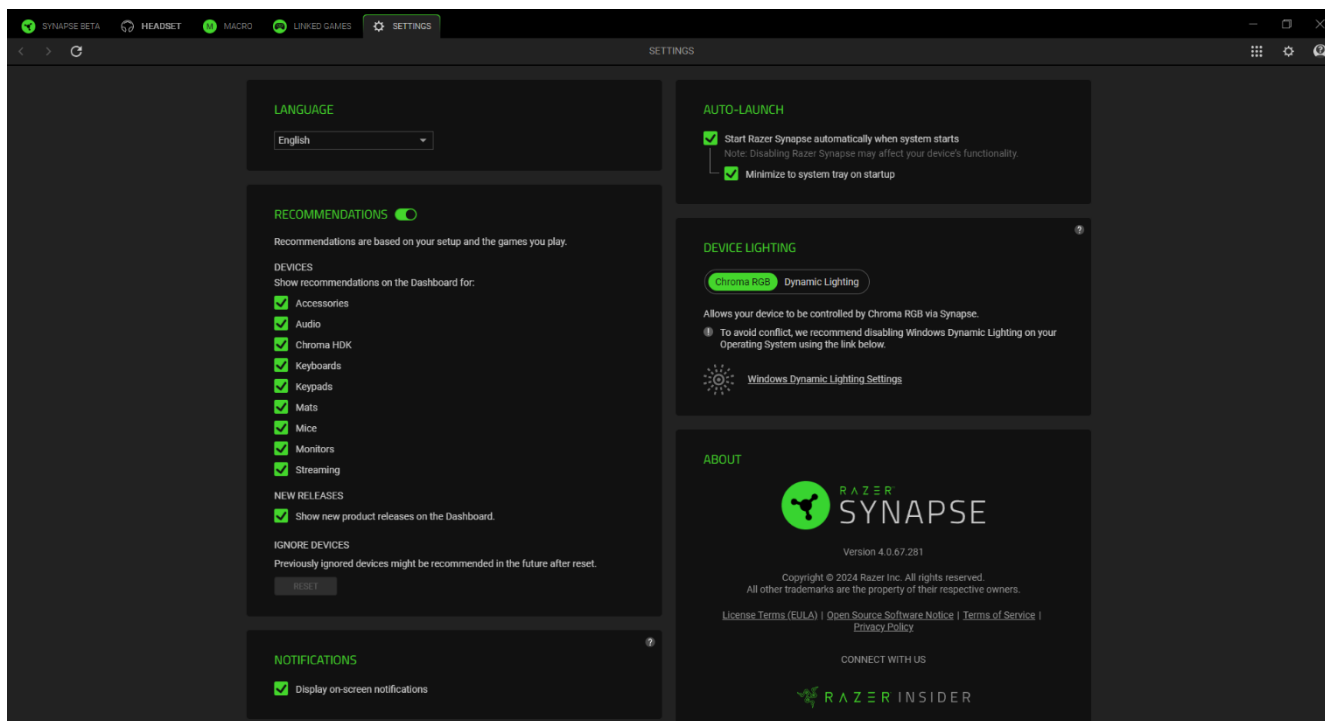 SYNAPSE BETA HEADSET MACRO LINKED GAMES SETTINGS
SETTINGS
LANGUAGE
English
RECOMMENDATIONS
Recommendations are based on your setup and the games you play.
DEVICES
Show recommendations on the Dashboard for:
Accessories
Audio
Chroma HDK
Keyboards
Keypads
Mats
Mice
Monitors
Streaming
NEW RELEASES
Show new product releases on the Dashboard.
IGNORE DEVICES
Previously ignored devices might be recommended in the future after reset.
RESET
NOTIFICATIONS
Display on-screen notifications
AUTO-LAUNCH
Start Razer Synapse automatically when system starts
Note: Disabling Razer Synapse may affect your device's functionality.
Minimize to system tray on startup
DEVICE LIGHTING
Chroma RGB Dynamic Lighting
Allows your device to be controlled by Chroma RGB via Synapse.
To avoid conflict, we recommend disabling Windows Dynamic Lighting on your
Operating System using the link below.
Windows Dynamic Lighting Settings
ABOUT
RAZER
SYNAPSE
Version 4.0.67.281
Copyright © 2024 Razer Inc. All rights reserved.
All other trademarks are the property of their respective owners.
License Terms (EULA) | Open Source Software Notice | Terms of Service |
Privacy Policy
CONNECT WITH US
RAZER INSIDER